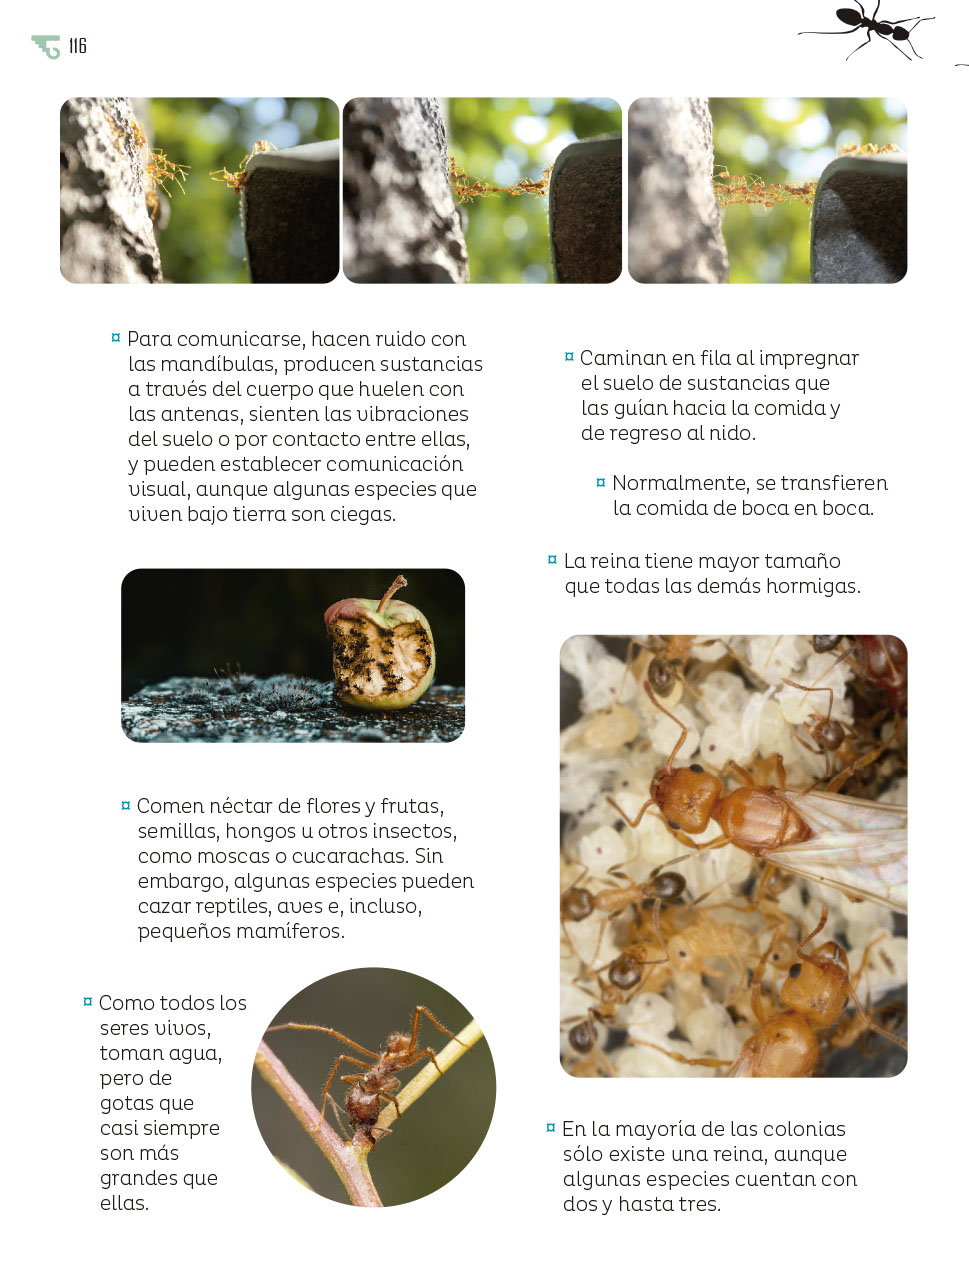 116
¤ Para comunicarse, hacen ruido con
las mandíbulas, producen sustancias
a través del cuerpo que huelen con
las antenas, sienten las vibraciones
del suelo o por contacto entre ellas,
y pueden establecer comunicación
visual, aunque algunas especies que
viven bajo tierra son ciegas.
¤ Comen néctar de flores y frutas,
semillas, hongos u otros insectos,
como moscas o cucarachas. Sin
embargo, algunas especies pueden
cazar reptiles, aves e, incluso,
pequeños mamíferos.
¤ Como todos los
seres vivos,
toman agua,
pero de
gotas que
casi siempre
son más
grandes que
ellas.
¤ Caminan en fila al impregnar
el suelo de sustancias que
las guían hacia la comida y
de regreso al nido.
¤ Normalmente, se transfieren
la comida de boca en boca.
¤ La reina tiene mayor tamaño
que todas las demás hormigas.
¤ En la mayoría de las colonias
sólo existe una reina, aunque
algunas especies cuentan con
dos y hasta tres.